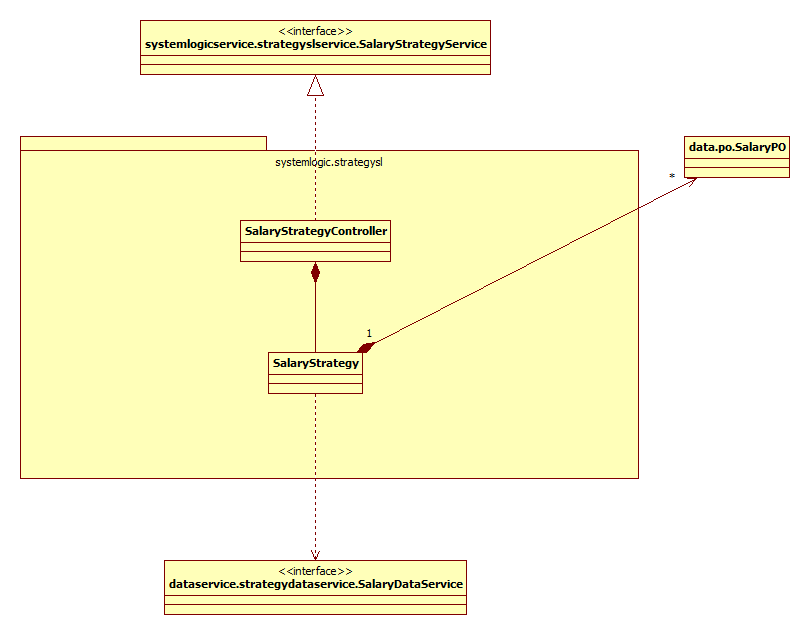 <<interface>>
systemlogicservice.strategyslservice.SalaryStrategyService
data.po.SalaryPO
systemlogic.strategysl
*
SalaryStrategyController
1
SalaryStrategy
<<interface>>
dataservice.strategydataservice.SalaryDataService